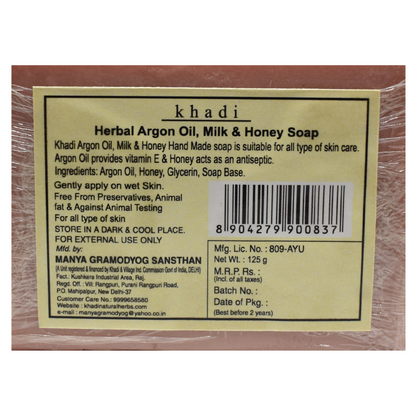 khadi
Herbal Argon Oil, Milk & Honey Soap
Khadi Argon Oil, Milk & Honey Hand Made soap is suitable for all type of skin care.
Argon Oil provides vitamin E & Honey acts as an antiseptic.
Ingredients: Argon Oil, Honey, Glycerin, Soap Base.
Gently apply on wet Skin.
Free From Preservatives, Animal
fat & Against Animal Testing
For all type of skin
STORE IN A DARK & COOL PLACE.
FOR EXTERNAL USE ONLY
Mfd. by:
MANYA GRAMODYOG SANSTHAN
(A Unit registered & financed by Khadi & Village Ind. Commission Govt of India, DELHI)
Fact.: Kushkera Industrial Area, Raj.
Regd. Off.: Vill: Rangpuri, Purani Rangpuri Road,
P.O. Mahipalpur, New Delhi-37
Customer Care No.: 9999658580
Website : khadinaturalherbs.com
e-mail : manyagramodyog@yahoo.co.in
8 904279 900837
Mfg. Lic. No. : 809-AYU
Net Wt. : 125 g
M.R.P. Rs :
(Incl. of all taxes)
Batch No. :
Date of Pkg. :
(Best before 2 years)